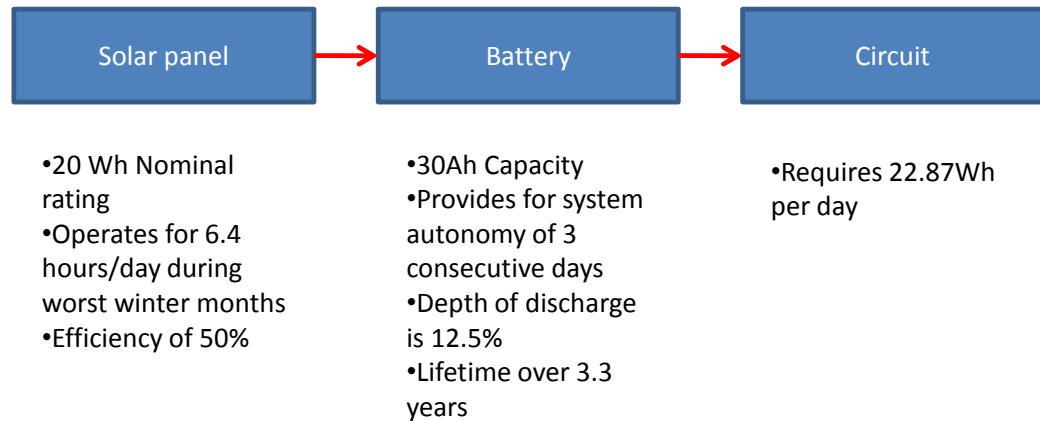 Solar panel
Battery
Circuit
•20 Wh Nominal
rating
•Operates for 6.4
hours/day during
worst winter months
•Efficiency of 50%
•30Ah Capacity
•Provides for system
autonomy of 3
consecutive days
•Depth of discharge
is 12.5%
•Lifetime over 3.3
years
•Requires 22.87Wh
per day